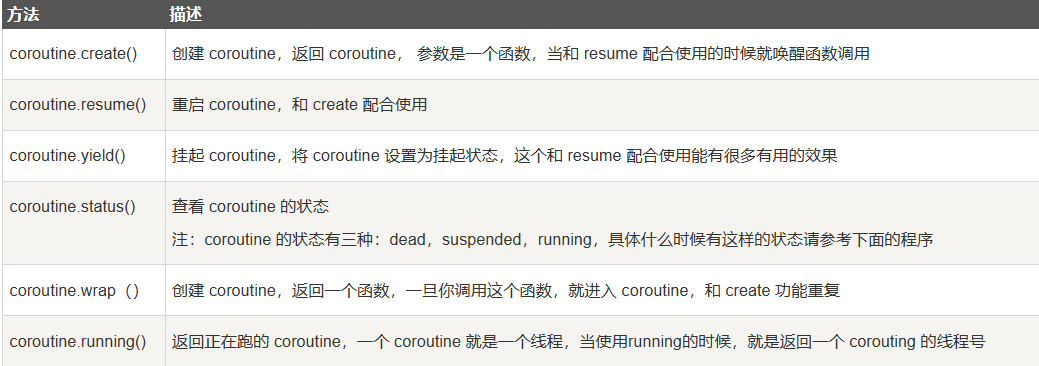 方法 描述
coroutine.create() 创建 coroutine，返回 coroutine， 参数是一个函数，当和 resume 配合使用的时候就唤醒函数调用
coroutine.resume() 重启 coroutine，和 create 配合使用
coroutine.yield() 挂起 coroutine，将 coroutine 设置为挂起状态，这个和 resume 配合使用能有很多有用的效果
coroutine.status() 查看 coroutine 的状态
注：coroutine 的状态有三种：dead，suspended，running，具体什么时候有这样的状态请参考下面的程序
coroutine.wrap（） 创建 coroutine，返回一个函数，一旦你调用这个函数，就进入 coroutine，和 create 功能重复
coroutine.running() 返回正在跑的 coroutine，一个 coroutine 就是一个线程，当使用running的时候，就是返回一个 corouting 的线程号